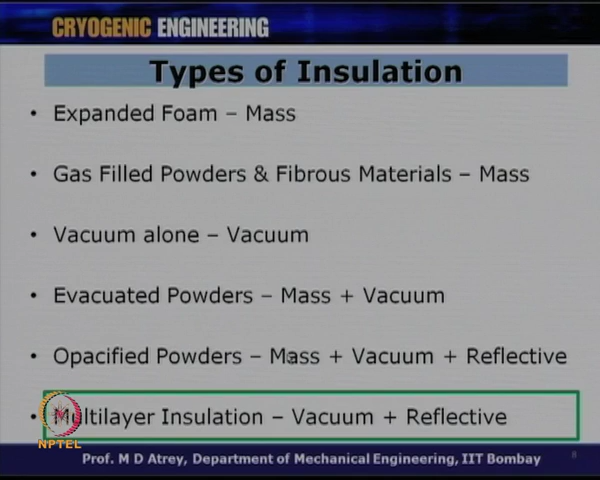 CRYOGENIC ENGINEERING
Types of Insulation
• Expanded Foam – Mass
• Gas Filled Powders & Fibrous Materials – Mass
• Vacuum alone – Vacuum
• Evacuated Powders – Mass + Vacuum
• Opacified Powders – Mass + Vacuum + Reflective
• Multilayer Insulation – Vacuum + Reflective
NPTEL
Prof. M D Atrey, Department of Mechanical Engineering, IIT Bombay
8